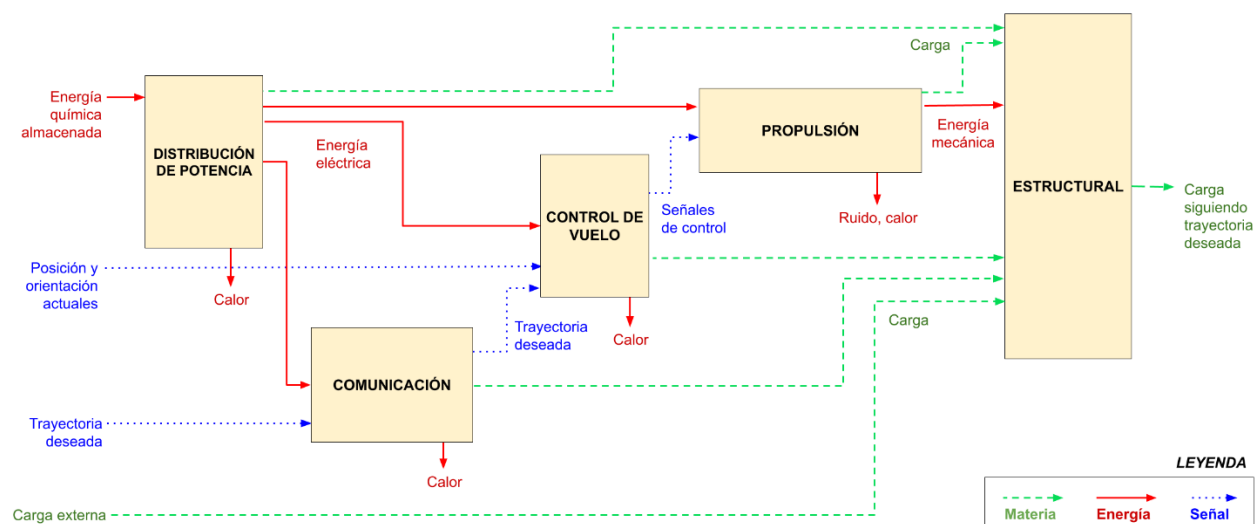 Carga
Energía
química
almacenada
DISTRIBUCIÓN
DE POTENCIA
Energía
eléctrica
PROPULSIÓN
Energía
mecánica
ESTRUCTURAL
Carga
siguiendo
trayectoria
deseada
CONTROL DE
VUELO
Señales
de control
Ruido, calor
Posición y
orientación
actuales
Calor
Trayectoria
deseada
Calor
Carga
COMUNICACIÓN
Trayectoria
deseada
Calor
Carga externa
LEYENDA
Materia
Energía
Señal